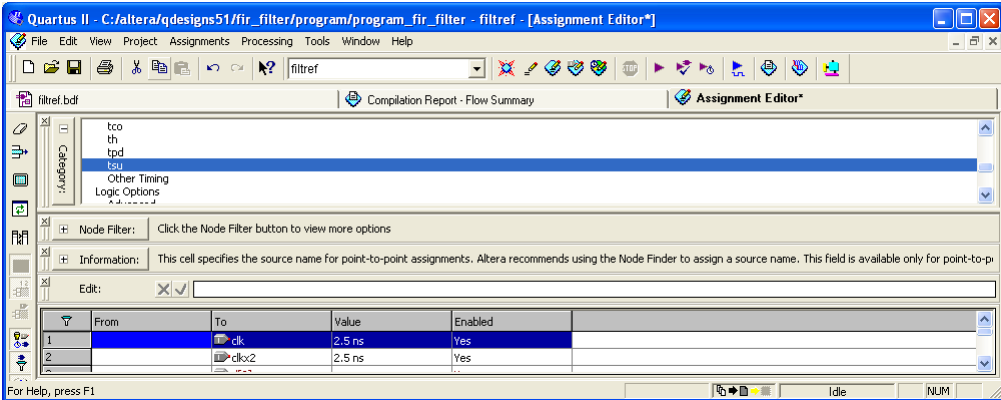 Quartus II - C:/altera/qdesigns51/fir_filter/program/program_fir_filter - filtref - [Assignment Editor*]
File Edit View Project Assignments Processing Tools Window Help
filtref
filtref.bdf Compilation Report - Flow Summary Assignment Editor*
Category:
tco
th
tpd
tsu
Other Timing
Logic Options
Advanced
Node Filter: Click the Node Filter button to view more options
Information: This cell specifies the source name for point-to-point assignments. Altera recommends using the Node Finder to assign a source name. This field is available only for point-to-p
Edit:
From To Value Enabled
1 clk 2.5 ns Yes
2 clkx2 2.5 ns Yes
For Help, press F1 Idle NUM